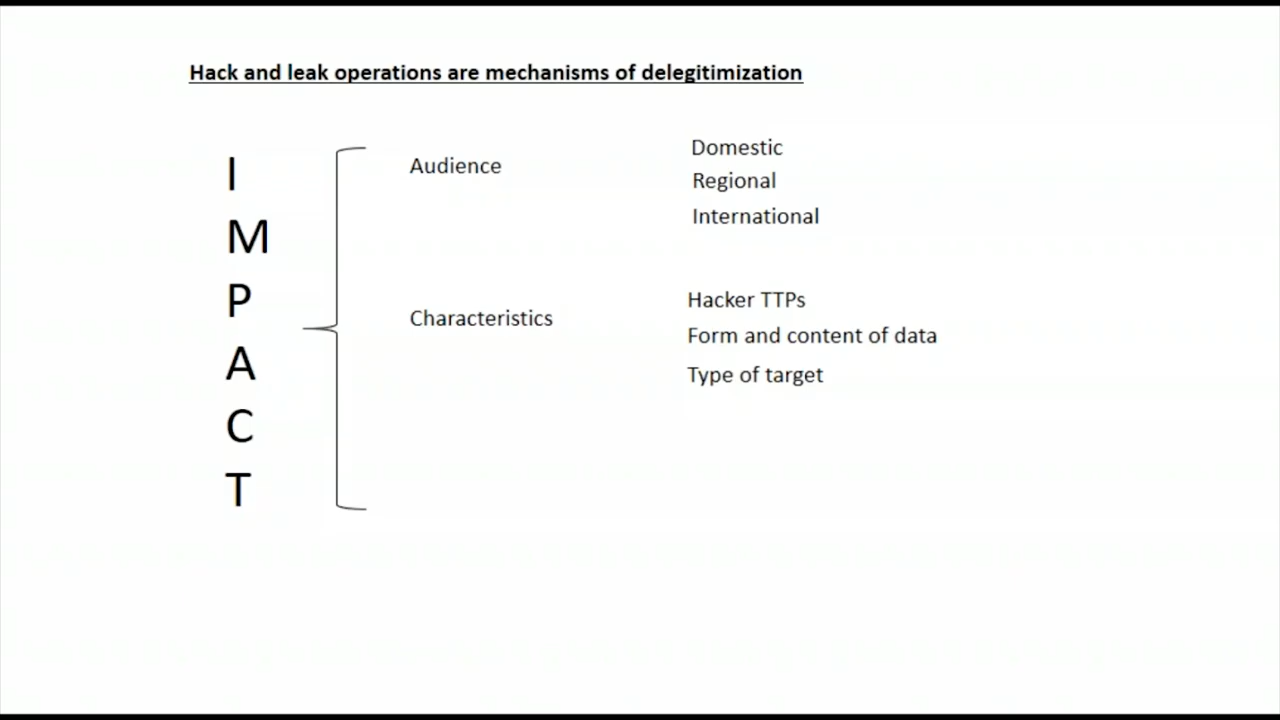 Hack and leak operations are mechanisms of delegitimization
I
M
P
A
C
T
Audience
Domestic
Regional
International
Characteristics
Hacker TTPs
Form and content of data
Type of target